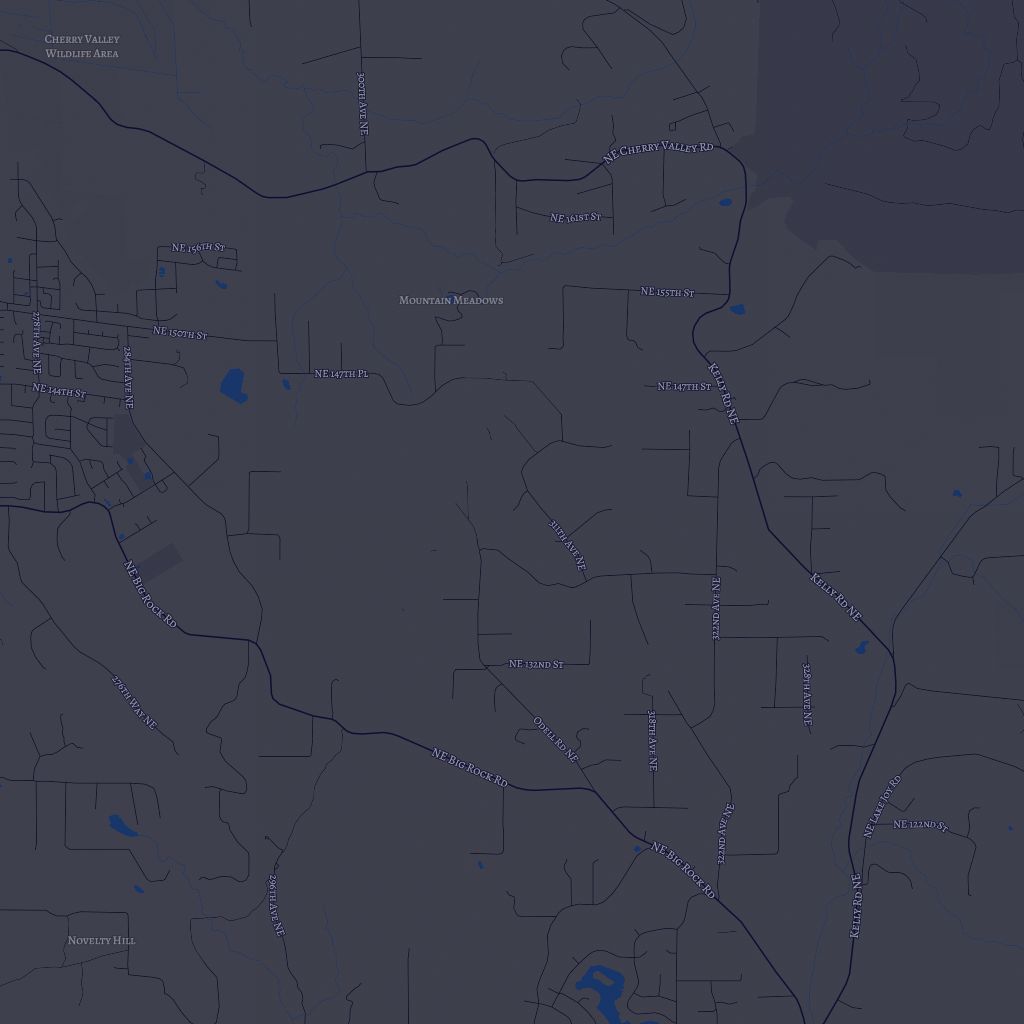 Cherry Valley
Wildlife Area
300th Ave NE
NE Cherry Valley Rd
NE 161st St
NE 156th St
NE 155th St
Mountain Meadows
278th Ave NE
NE 150th St
284th Ave NE
NE 147th Pl
NE 147th St
NE 144th St
Kelly Rd NE
311th Ave NE
NE Big Rock Rd
322nd Ave NE
Kelly Rd NE
NE 132nd St
276th Way NE
328th Ave NE
Odell Rd NE
318th Ave NE
NE Big Rock Rd
NE Lake Joy Rd
322nd Ave NE
NE 122nd St
NE Big Rock Rd
296th Ave NE
Kelly Rd NE
Novelty Hill